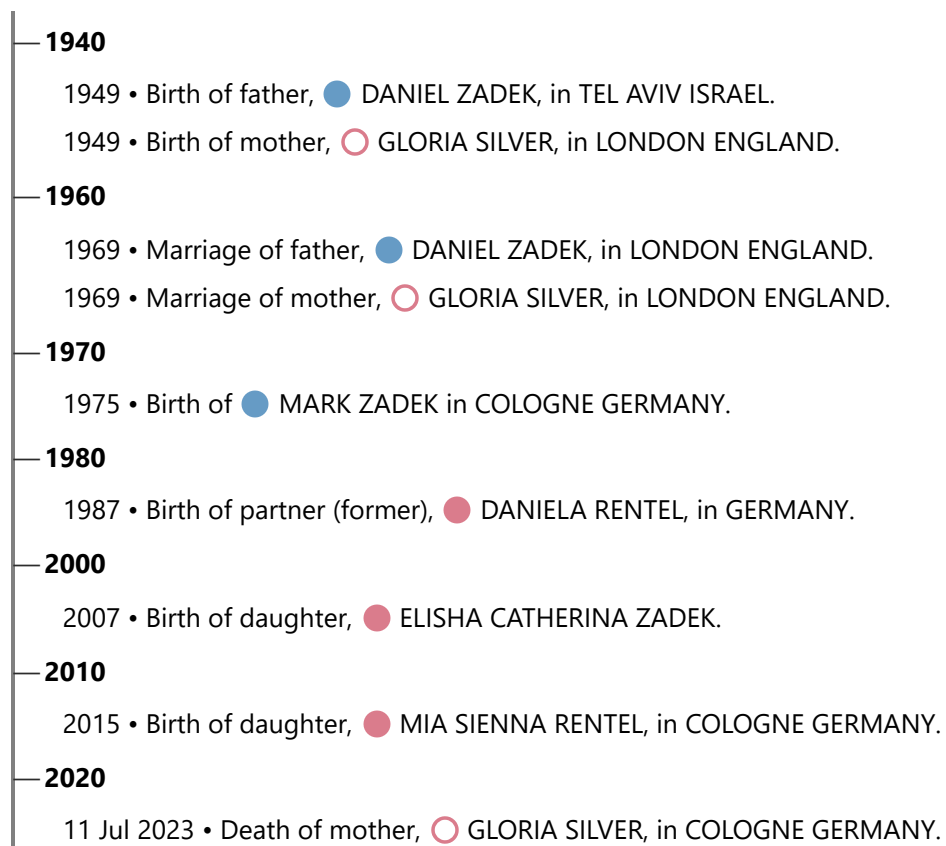 1940
1949 • Birth of father, DANIEL ZADEK, in TEL AVIV ISRAEL.
1949 • Birth of mother, GLORIA SILVER, in LONDON ENGLAND.
1960
1969 • Marriage of father, DANIEL ZADEK, in LONDON ENGLAND.
1969 • Marriage of mother, GLORIA SILVER, in LONDON ENGLAND.
1970
1975 • Birth of MARK ZADEK in COLOGNE GERMANY.
1980
1987 • Birth of partner (former), DANIELA RENTEL, in GERMANY.
2000
2007 • Birth of daughter, ELISHA CATHERINA ZADEK.
2010
2015 • Birth of daughter, MIA SIENNA RENTEL, in COLOGNE GERMANY.
2020
11 Jul 2023 • Death of mother, GLORIA SILVER, in COLOGNE GERMANY.